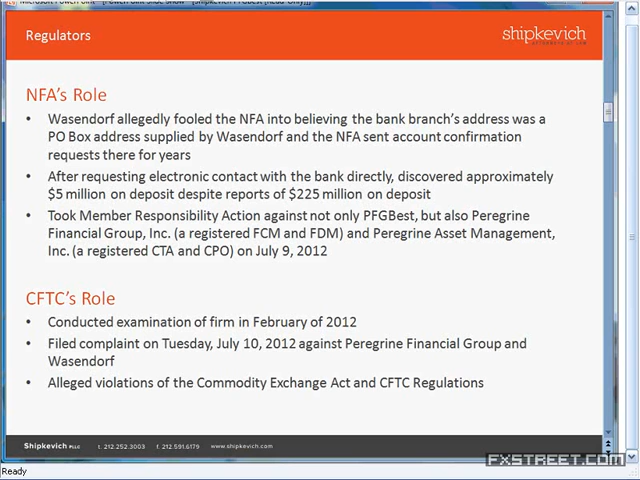 Regulators
shipkevich
ATTORNEYS AT LAW
NFA's Role
• Wasendorf allegedly fooled the NFA into believing the bank branch's address was a
PO Box address supplied by Wasendorf and the NFA sent account confirmation
requests there for years
• After requesting electronic contact with the bank directly, discovered approximately
$5 million on deposit despite reports of $225 million on deposit
• Took Member Responsibility Action against not only PFGBest, but also Peregrine
Financial Group, Inc. (a registered FCM and FDM) and Peregrine Asset Management,
Inc. (a registered CTA and CPO) on July 9, 2012
CFTC's Role
• Conducted examination of firm in February of 2012
• Filed complaint on Tuesday, July 10, 2012 against Peregrine Financial Group and
Wasendorf
• Alleged violations of the Commodity Exchange Act and CFTC Regulations
Shipkevich PLLC t. 212.252.3003 f. 212.591.6179 www.shipkevich.com
FXSTREET.COM
Ready